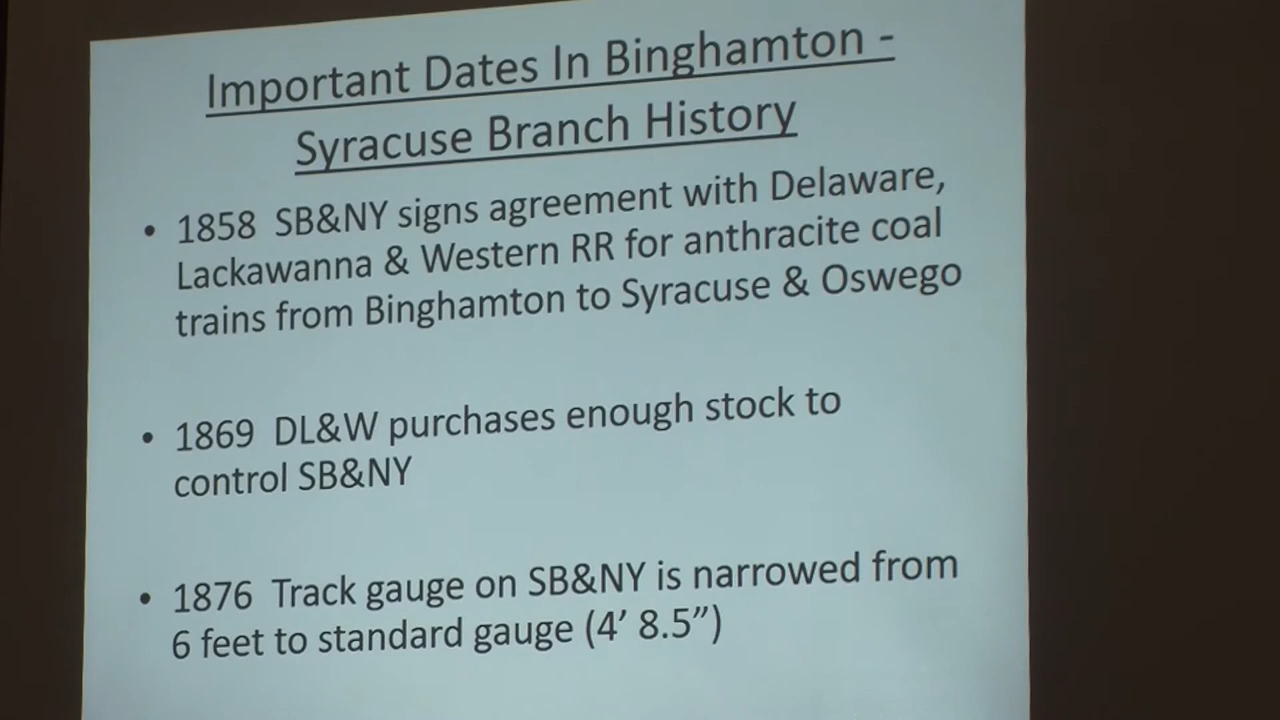 Important Dates In Binghamton -
Syracuse Branch History
• 1858 SB&NY signs agreement with Delaware,
Lackawanna & Western RR for anthracite coal
trains from Binghamton to Syracuse & Oswego
• 1869 DL&W purchases enough stock to
control SB&NY
• 1876 Track gauge on SB&NY is narrowed from
6 feet to standard gauge (4’ 8.5”)